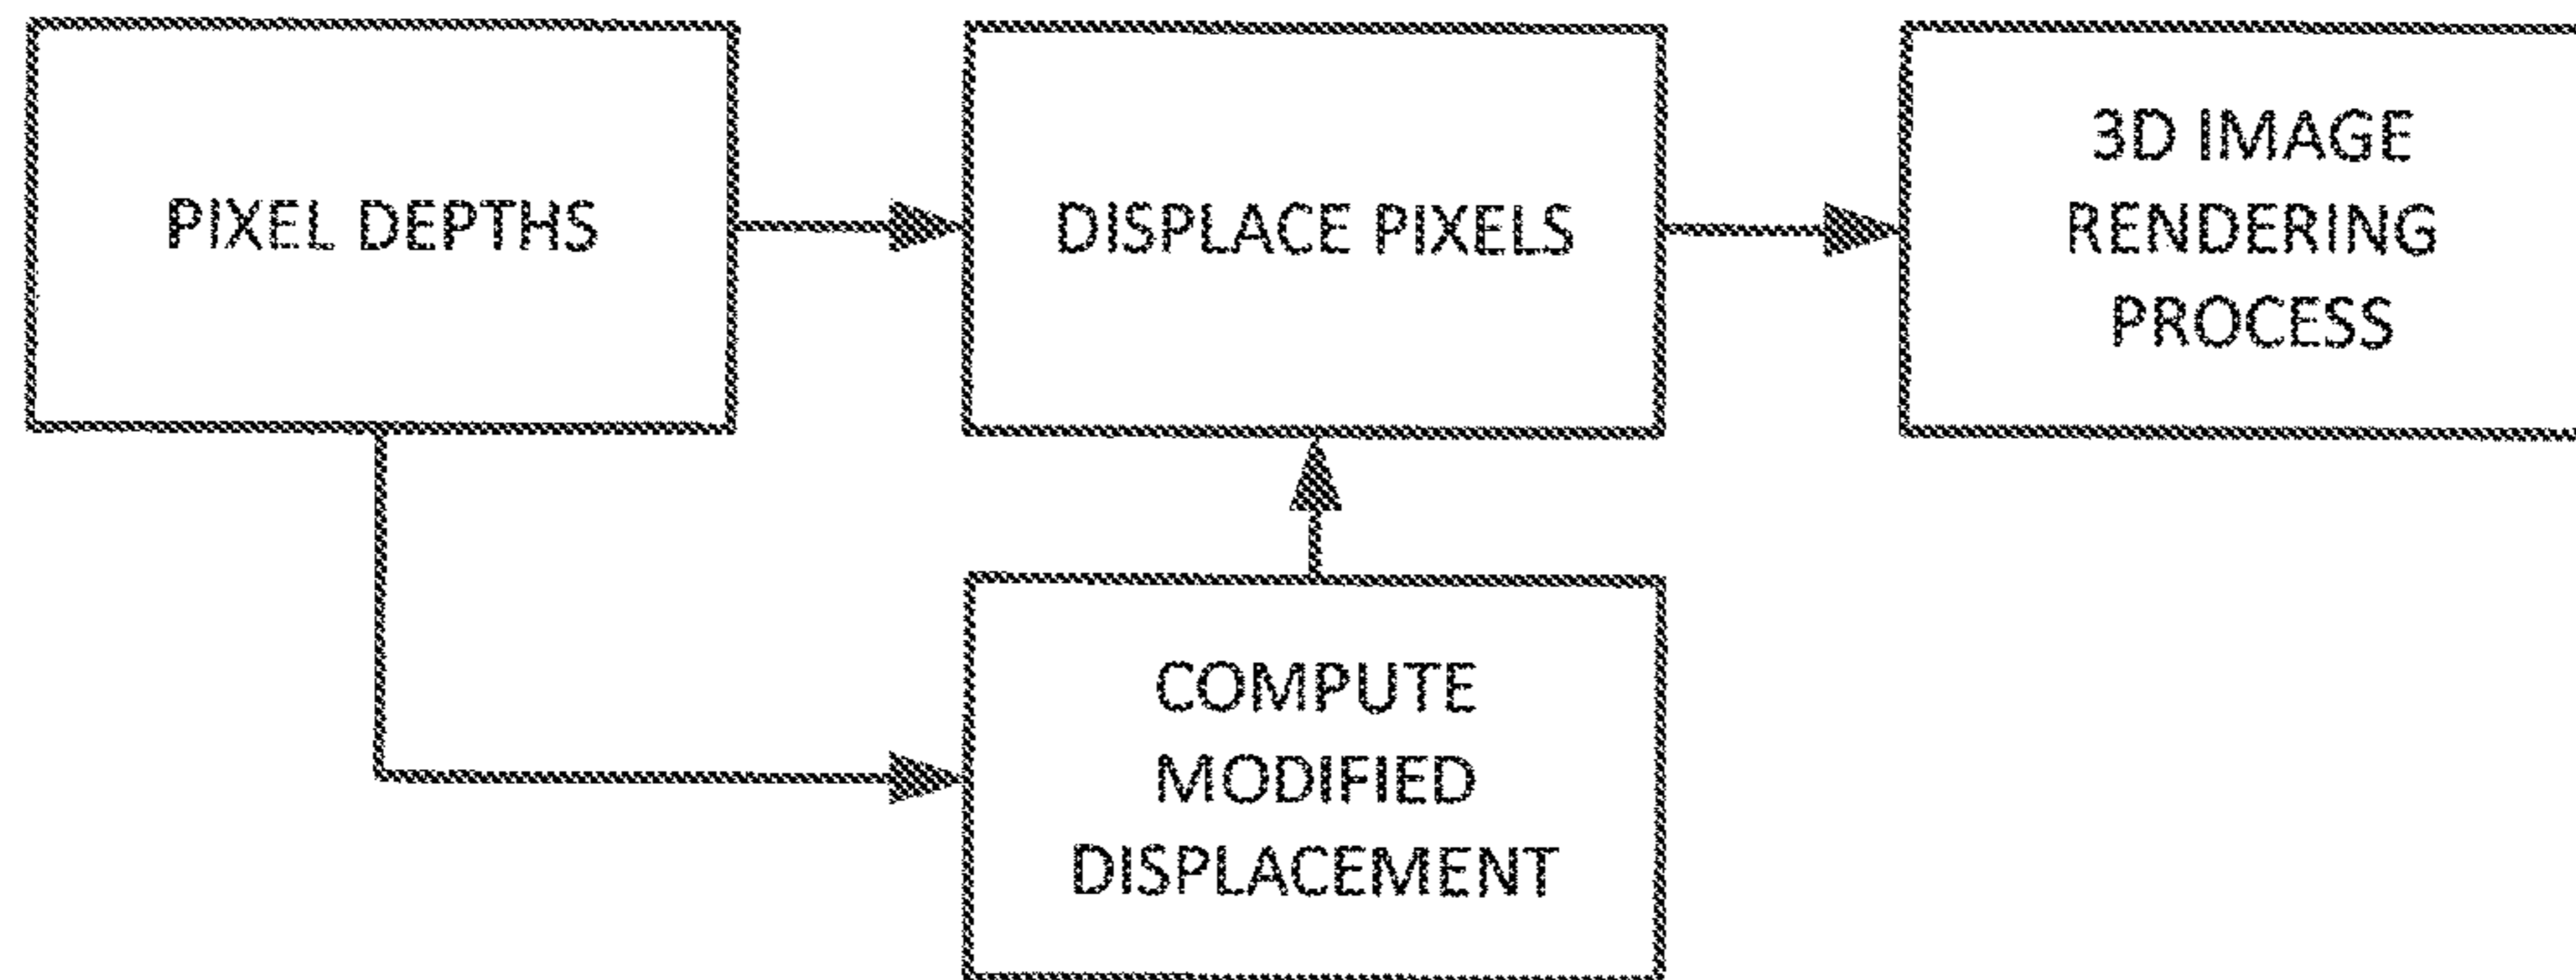 PIXEL DEPTHS
DISPLACE PIXELS
3D IMAGE
RENDERING
PROCESS
COMPUTE
MODIFIED
DISPLACEMENT